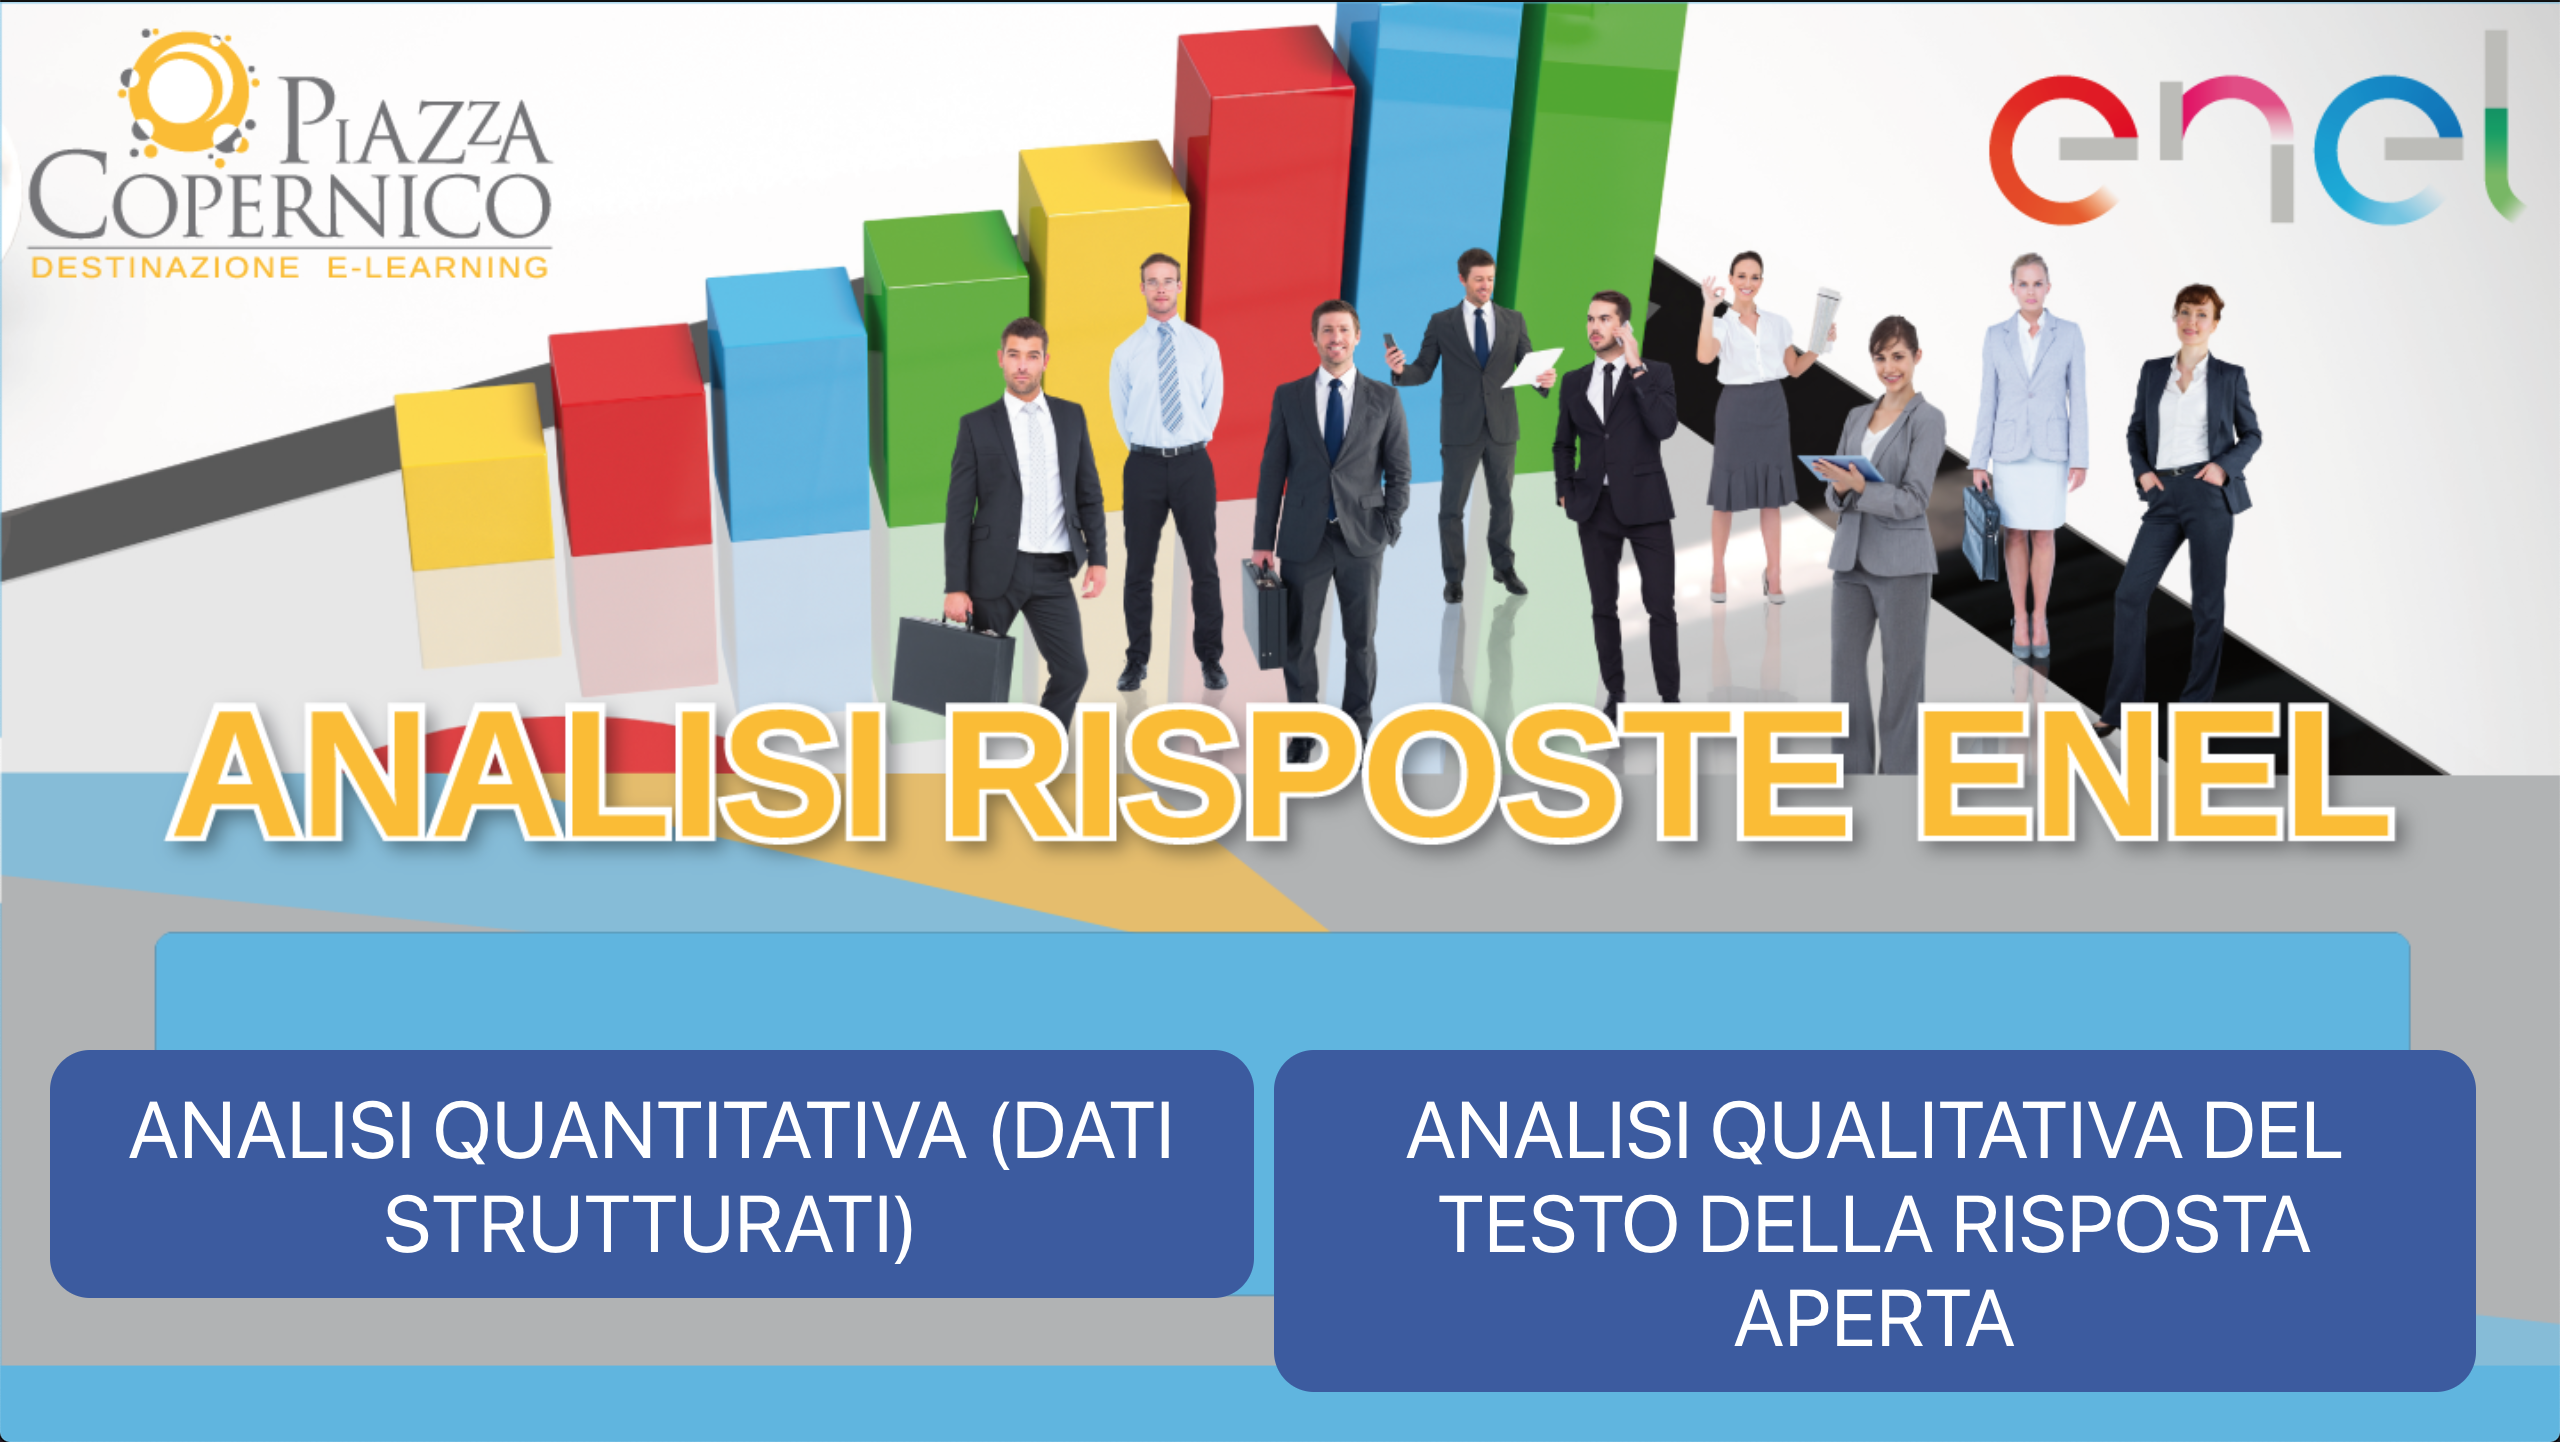 PIAZZA
COPERNICO
DESTINAZIONE E-LEARNING
enel
ANALISI RISPOSTE ENEL
ANALISI QUANTITATIVA (DATI
STRUTTURATI)
ANALISI QUALITATIVA DEL
TESTO DELLA RISPOSTA
APERTA